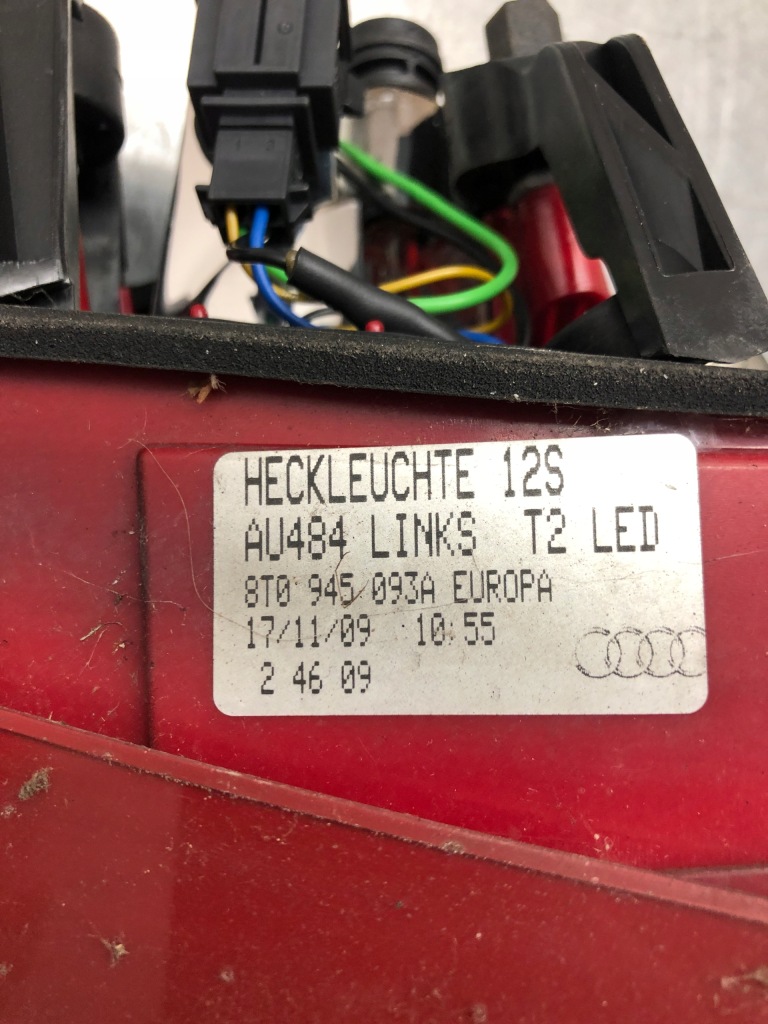 HECKLEUCHTE 12S
AU484 LINKS T2 LED
8T0 945 093A EUROPA
17/11/09 10:55
2 46 09